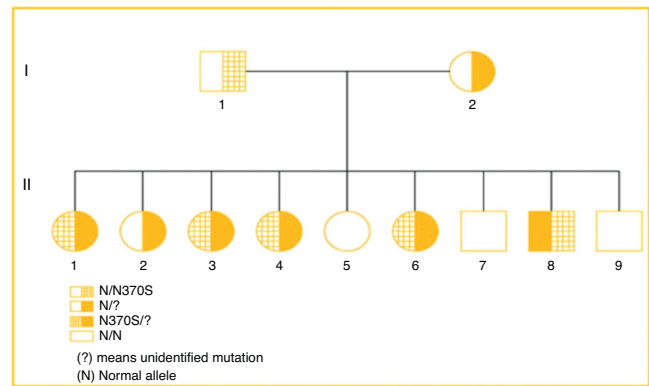 I
1
2
II
1 2 3 4 5 6 7 8 9
N/N370S
N/?
N370S/?
N/N
(?) means unidentified mutation
(N) Normal allele